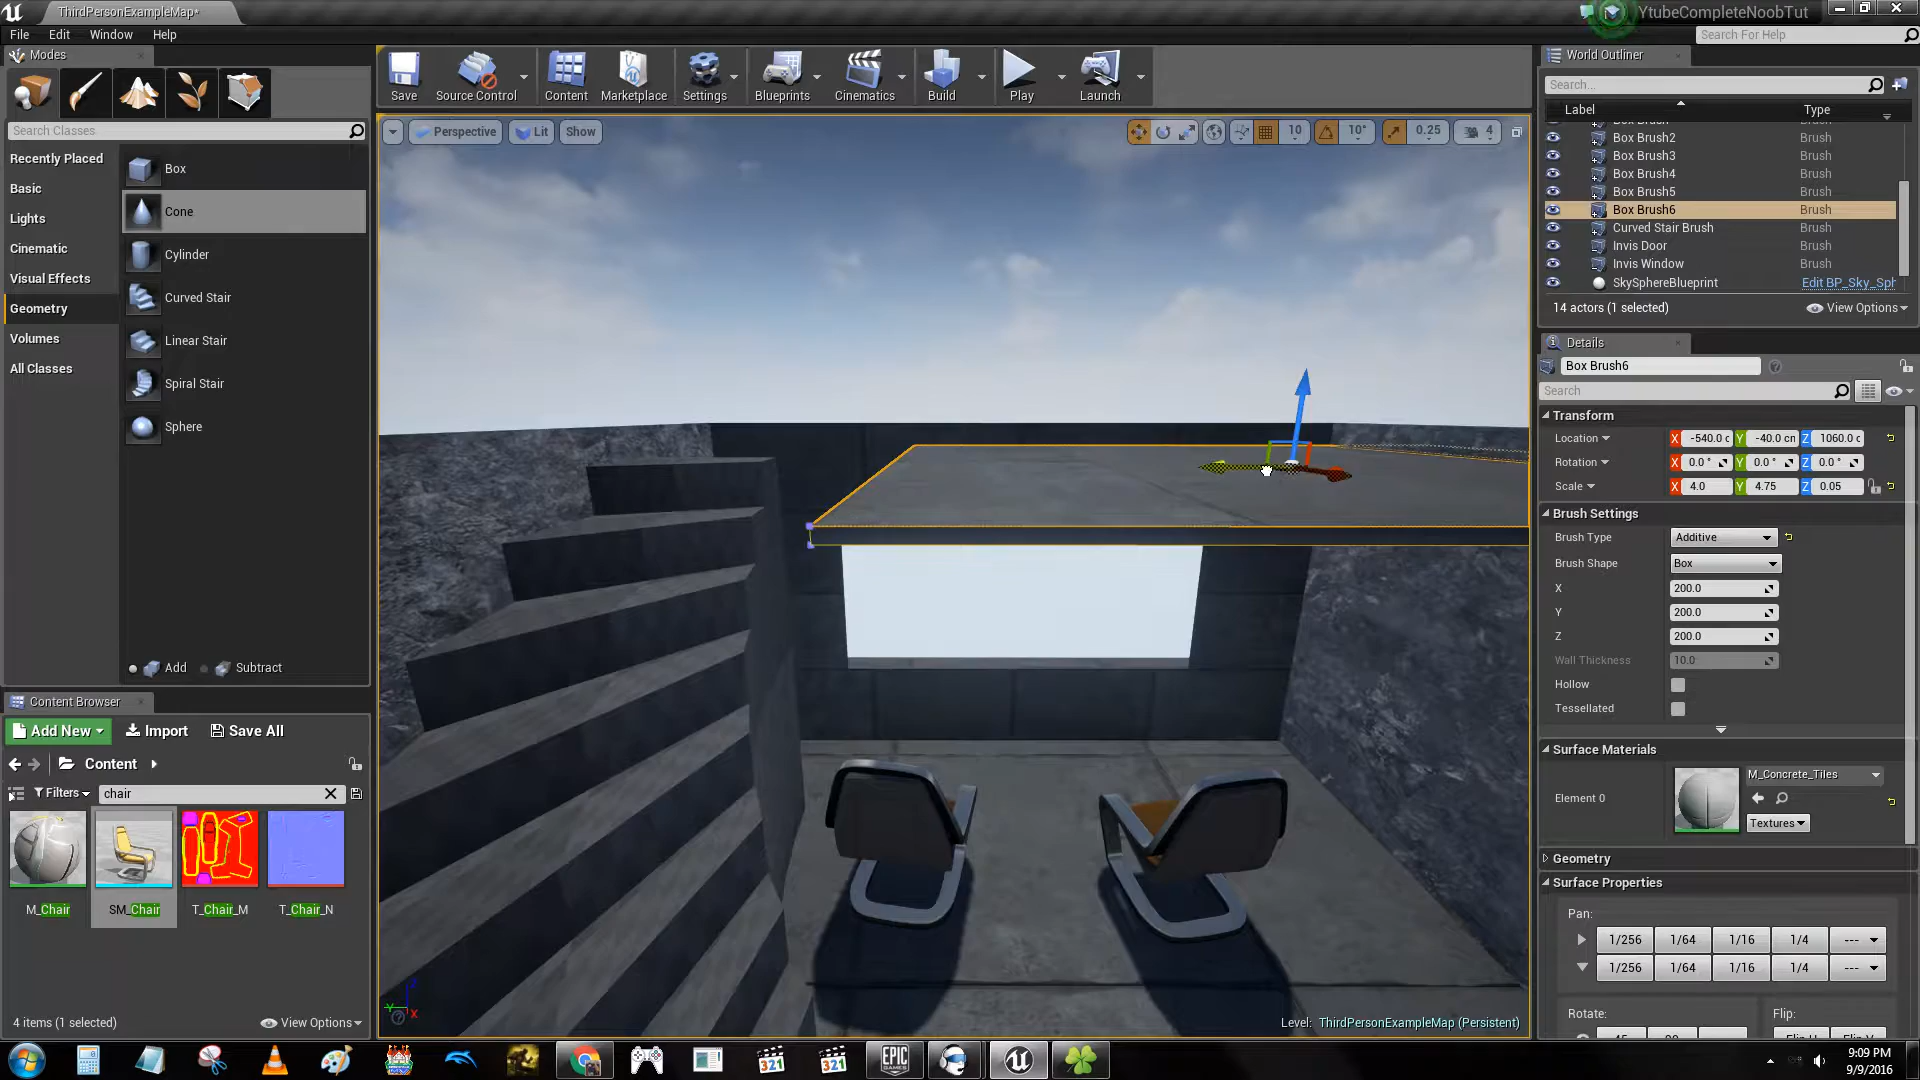 ThirdPersonExampleMap*
YtubeCompleteNoobTut
File Edit Window Help
Search For Help
Modes
Save
Source Control
Content
Marketplace
Settings
Blueprints
Cinematics
Build
Play
Launch
Search Classes
Recently Placed
Basic
Lights
Cinematic
Visual Effects
Geometry
Volumes
All Classes
Box
Cone
Cylinder
Curved Stair
Linear Stair
Spiral Stair
Sphere
Add
Subtract
Perspective
Lit
Show
10
10°
0.25
4
Level: ThirdPersonExampleMap (Persistent)
World Outliner
Search...
Label Type
Box Brush2 Brush
Box Brush3 Brush
Box Brush4 Brush
Box Brush5 Brush
Box Brush6 Brush
Curved Stair Brush Brush
Invis Door Brush
Invis Window Brush
SkySphereBlueprint Edit BP_Sky_Sph
14 actors (1 selected)
View Options
Details
Box Brush6
Search
Transform
Location X -540.0 c Y -40.0 cn Z 1060.0 c
Rotation X 0.0 ° Y 0.0 ° Z 0.0 °
Scale X 4.0 Y 4.75 Z 0.05
Brush Settings
Brush Type Additive
Brush Shape Box
X 200.0
Y 200.0
Z 200.0
Wall Thickness 10.0
Hollow
Tessellated
Surface Materials
Element 0
M_Concrete_Tiles
Textures
Geometry
Surface Properties
Pan:
1/256 1/64 1/16 1/4 ---
1/256 1/64 1/16 1/4 ---
Rotate: Flip:
Content Browser
Add New
Import
Save All
Content
Filters
chair
M_Chair
SM_Chair
T_Chair_M
T_Chair_N
4 items (1 selected)
View Options
321
321
EPIC
GAMES
9:09 PM
9/9/2016